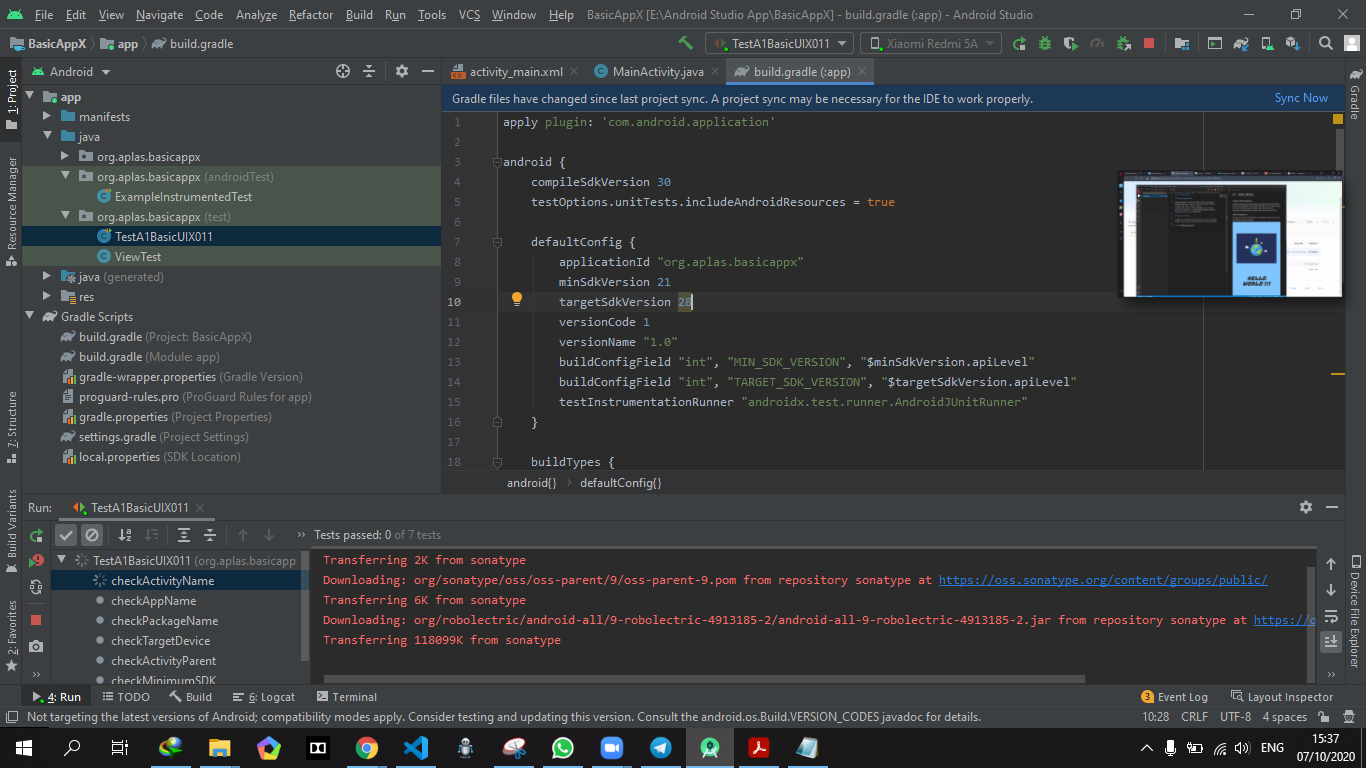 File Edit View Navigate Code Analyze Refactor Build Run Tools VCS Window Help BasicAppX [E:\Android Studio App\BasicAppX] - build.gradle (:app) - Android Studio
BasicAppX app build.gradle TestA1BasicUIX011 Xiaomi Redmi 5A
1: Project
Resource Manager
7: Structure
Build Variants
2: Favorites
Android
app
manifests
java
org.aplas.basicappx
org.aplas.basicappx (androidTest)
ExampleInstrumentedTest
org.aplas.basicappx (test)
TestA1BasicUIX011
ViewTest
java (generated)
res
Gradle Scripts
build.gradle (Project: BasicAppX)
build.gradle (Module: app)
gradle-wrapper.properties (Gradle Version)
proguard-rules.pro (ProGuard Rules for app)
gradle.properties (Project Properties)
settings.gradle (Project Settings)
local.properties (SDK Location)
activity_main.xml MainActivity.java build.gradle (:app)
Gradle files have changed since last project sync. A project sync may be necessary for the IDE to work properly. Sync Now
1 apply plugin: 'com.android.application'
2
3 android {
4 compileSdkVersion 30
5 testOptions.unitTests.includeAndroidResources = true
6
7 defaultConfig {
8 applicationId "org.aplas.basicappx"
9 minSdkVersion 21
10 targetSdkVersion 28
11 versionCode 1
12 versionName "1.0"
13 buildConfigField "int", "MIN_SDK_VERSION", "$minSdkVersion.apiLevel"
14 buildConfigField "int", "TARGET_SDK_VERSION", "$targetSdkVersion.apiLevel"
15 testInstrumentationRunner "androidx.test.runner.AndroidJUnitRunner"
16 }
17
18 buildTypes {
android{} defaultConfig{}
HELLO
WORLD !!!
Gradle
Device File Explorer
Run: TestA1BasicUIX011
Tests passed: 0 of 7 tests
TestA1BasicUIX011 (org.aplas.basicapp
checkActivityName
checkAppName
checkPackageName
checkTargetDevice
checkActivityParent
checkMinimumSDK
Transferring 2K from sonatype
Downloading: org/sonatype/oss/oss-parent/9/oss-parent-9.pom from repository sonatype at https://oss.sonatype.org/content/groups/public/
Transferring 6K from sonatype
Downloading: org/robolectric/android-all/9-robolectric-4913185-2/android-all-9-robolectric-4913185-2.jar from repository sonatype at https://o
Transferring 118099K from sonatype
4: Run TODO Build 6: Logcat Terminal 3 Event Log Layout Inspector
Not targeting the latest versions of Android; compatibility modes apply. Consider testing and updating this version. Consult the android.os.Build.VERSION_CODES javadoc for details. 10:28 CRLF UTF-8 4 spaces
ENG
15:37
07/10/2020